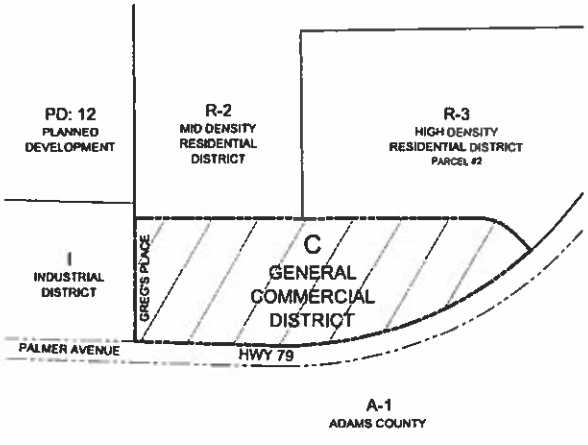 PD: 12
PLANNED
DEVELOPMENT
R-2
MID DENSITY
RESIDENTIAL
DISTRICT
R-3
HIGH DENSITY
RESIDENTIAL DISTRICT
PARCEL #2
I
INDUSTRIAL
DISTRICT
GREG'S PLACE
C
GENERAL
COMMERCIAL
DISTRICT
PALMER AVENUE
HWY 79
A-1
ADAMS COUNTY